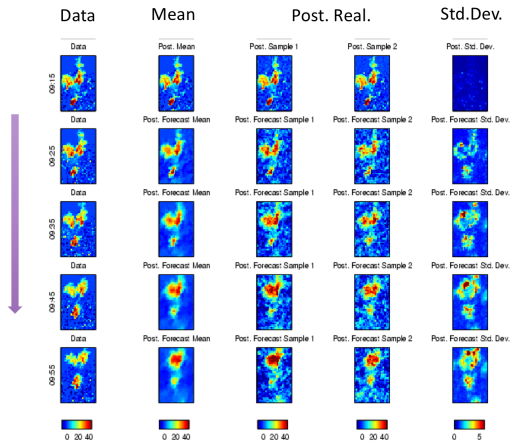 Data Mean Post. Real. Std.Dev.
Data Post. Mean Post. Sample 1 Post. Sample 2 Post. Std. Dev.
09:15
Data Post. Forecast Mean Post. Forecast Sample 1 Post. Forecast Sample 2 Post. Forecast Std. Dev.
09:25
Data Post. Forecast Mean Post. Forecast Sample 1 Post. Forecast Sample 2 Post. Forecast Std. Dev.
09:35
Data Post. Forecast Mean Post. Forecast Sample 1 Post. Forecast Sample 2 Post. Forecast Std. Dev.
09:45
Data Post. Forecast Mean Post. Forecast Sample 1 Post. Forecast Sample 2 Post. Forecast Std. Dev.
09:55
0 20 40 0 20 40 0 20 40 0 20 40 0 5